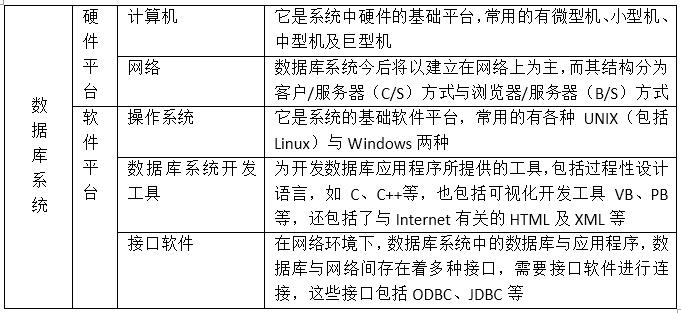 数据库系统
硬件平台
计算机
它是系统中硬件的基础平台，常用的有微型机、小型机、
中型机及巨型机
网络
数据库系统今后将以建立在网络上为主，而其结构分为
客户/服务器（C/S）方式与浏览器/服务器（B/S）方式
软件平台
操作系统
它是系统的基础软件平台，常用的有各种 UNIX（包括
Linux）与 Windows 两种
数据库系统开发
工具
为开发数据库应用程序所提供的工具，包括过程性设计
语言，如 C、C++等，也包括可视化开发工具 VB、PB
等，还包括了与 Internet 有关的 HTML 及 XML 等
接口软件
在网络环境下，数据库系统中的数据库与应用程序，数
据库与网络间存在着多种接口，需要接口软件进行连
接，这些接口包括 ODBC、JDBC 等